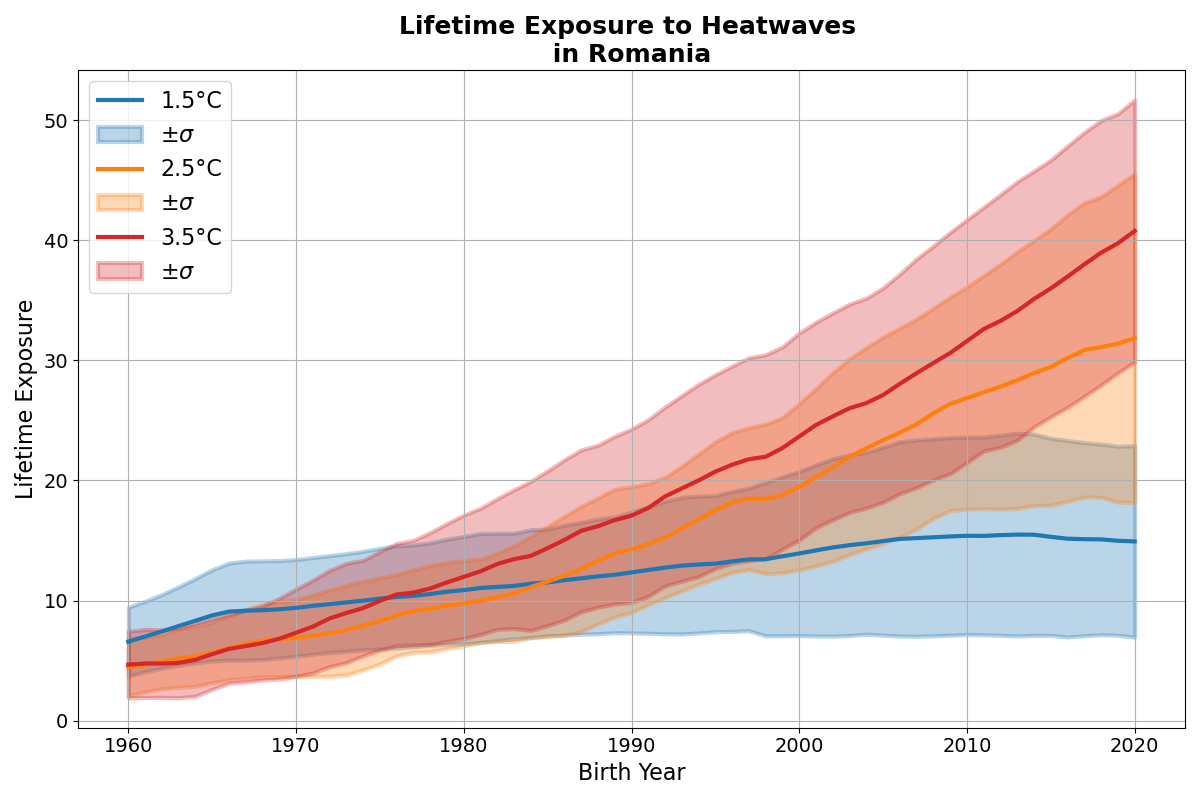 Lifetime Exposure to Heatwaves
in Romania
1.5°C
±σ
2.5°C
±σ
3.5°C
±σ
Lifetime Exposure
50
40
30
20
10
0
1960 1970 1980 1990 2000 2010 2020
Birth Year